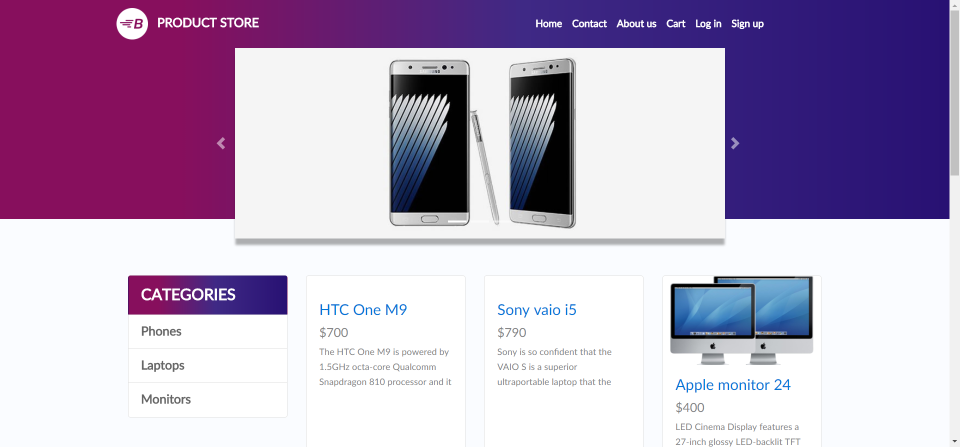 B PRODUCT STORE
Home Contact About us Cart Log in Sign up
SAMSUNG
CATEGORIES
Phones
Laptops
Monitors
HTC One M9
$700
The HTC One M9 is powered by
1.5GHz octa-core Qualcomm
Snapdragon 810 processor and it
Sony vaio i5
$790
Sony is so confident that the
VAIO S is a superior
ultraportable laptop that the
Apple monitor 24
$400
LED Cinema Display features a
27-inch glossy LED-backlit TFT